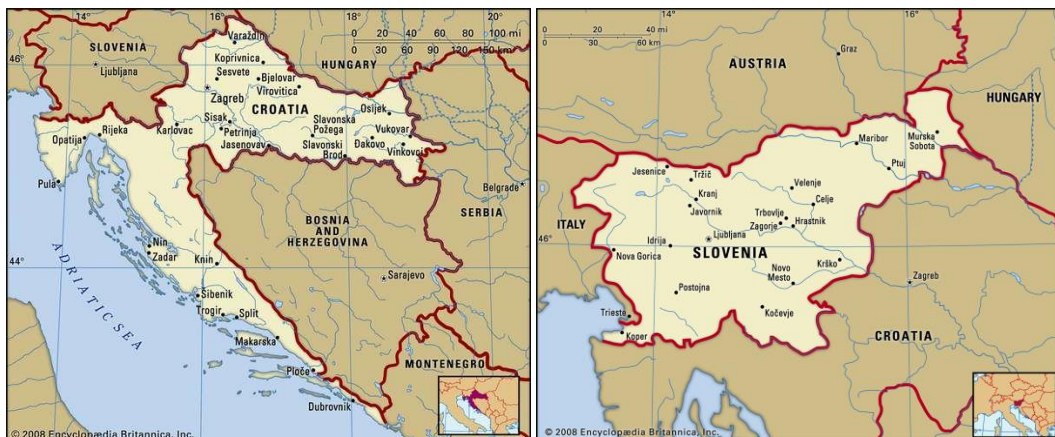 16°
18°
20°
0 20 40 60 80 100 mi
0 30 60 90 120 150 km
SLOVENIA
Ljubljana
Varaždin
Koprivnica
HUNGARY
46°
Sesvete
Bjelovar
Virovitica
Zagreb
CROATIA
Osijek
Sisak
Slavonska
Požega
Vukovar
Rijeka
Karlovac
Petrinja
Opatija
Jasenovac
Slavonski
Brod
Đakovo
Vinkovci
Pula
Belgrade
BOSNIA
AND
HERZEGOVINA
SERBIA
ADRIATIC SEA
Nin
Zadar
Knin
44°
Sarajevo
Šibenik
Trogir
Split
Makarska
MONTENEGRO
Ploče
Dubrovnik
© 2008 Encyclopædia Britannica, Inc.
14°
16°
0 20 40 mi
0 30 60 km
Graz
AUSTRIA
HUNGARY
Maribor
Murska
Sobota
Ptuj
Jesenice
Tržič
Kranj
Velenje
Javornik
Celje
Trbovlje
Zagorje
Hrastnik
ITALY
Idrija
Ljubljana
46°
Nova Gorica
SLOVENIA
Krško
Novo
Mesto
Zagreb
Postojna
Trieste
Kočevje
Koper
CROATIA
14°
16°
© 2008 Encyclopædia Britannica, Inc.